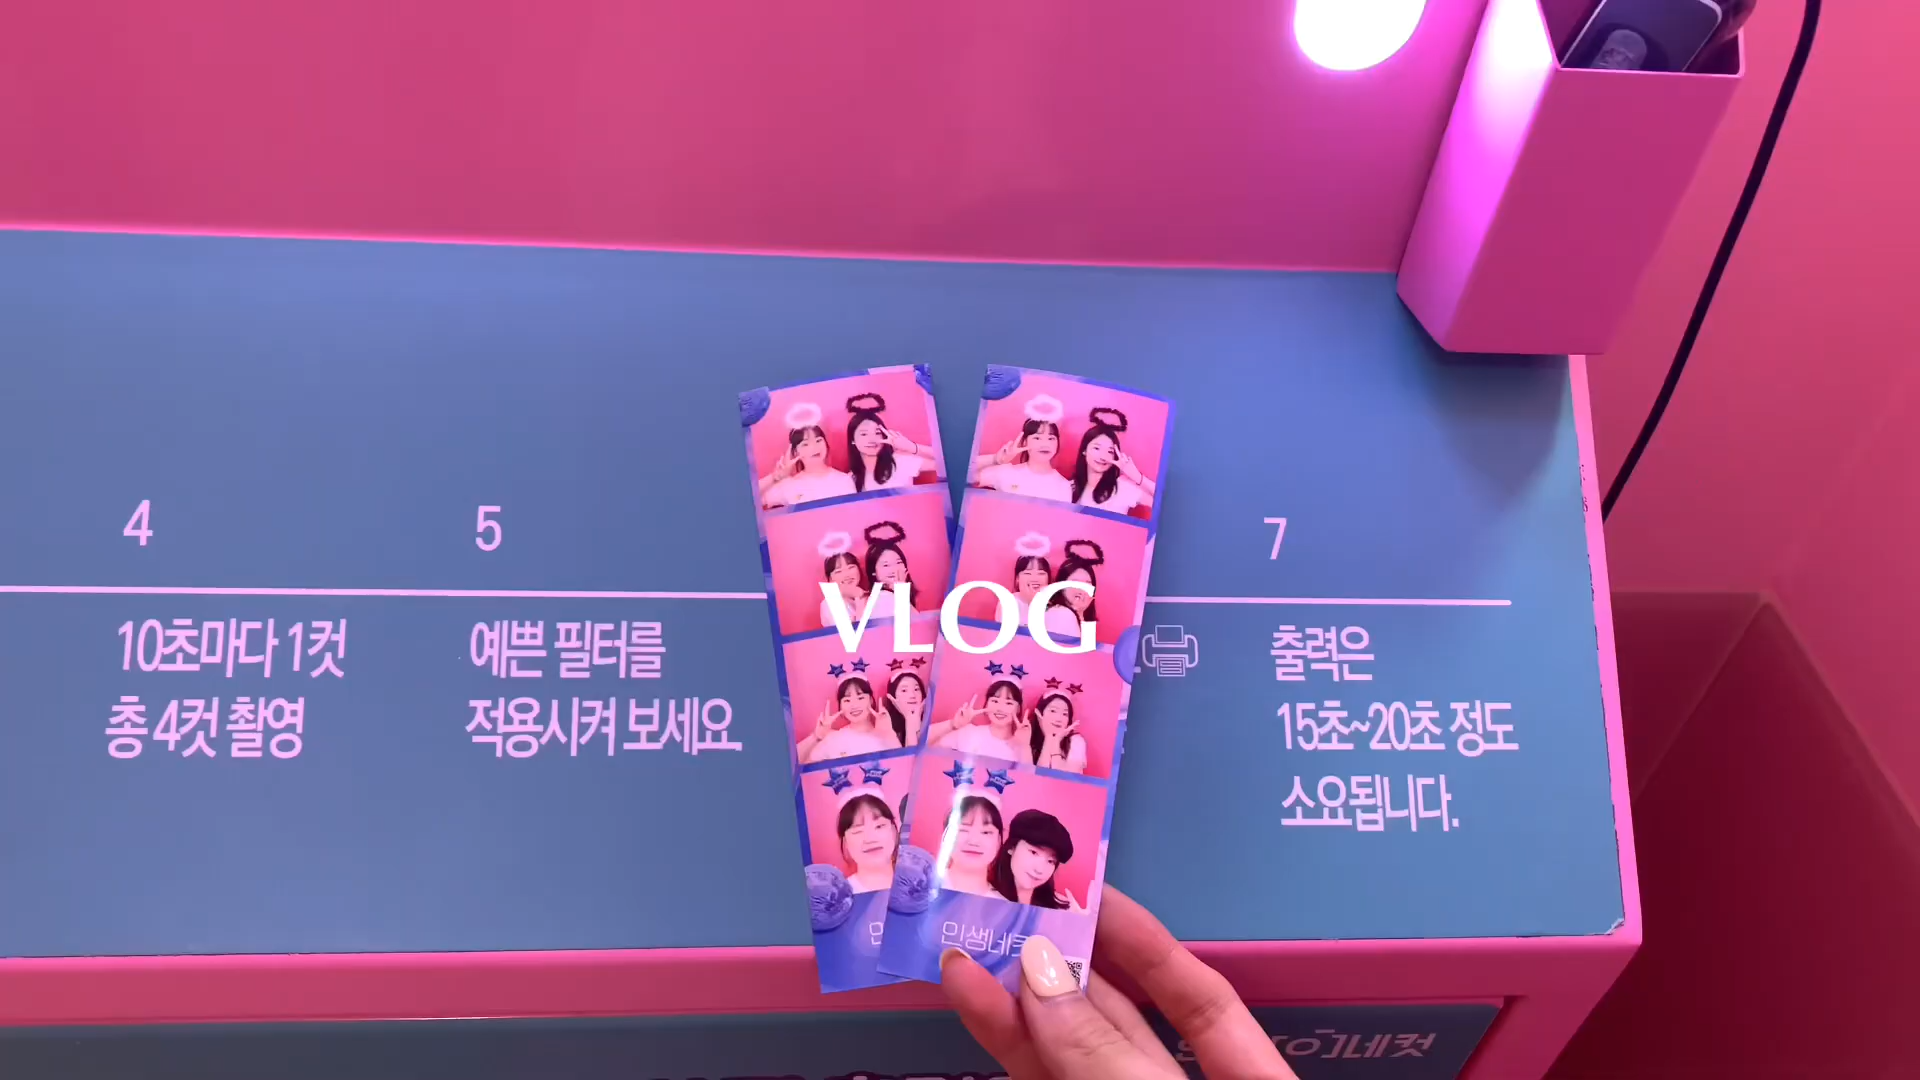 4
10초마다 1컷
총 4컷 촬영
5
예쁜 필터를
적용시켜 보세요
VLOG
7
출력은
15초~20초 정도
소요됩니다.
인생네컷
네컷